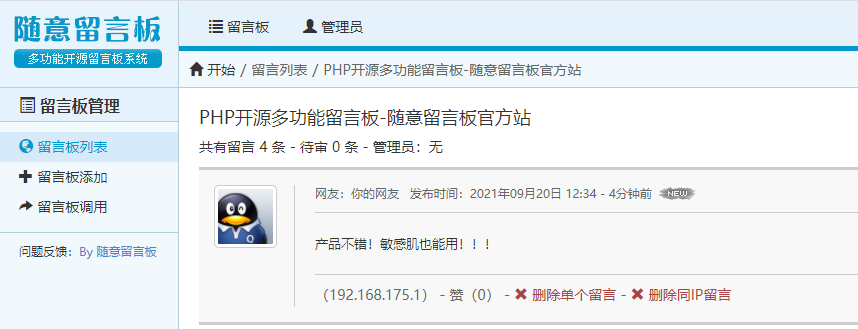 随意留言板
多功能开源留言板系统
留言板 管理员
开始 / 留言列表 / PHP开源多功能留言板-随意留言板官方站
留言板管理
留言板列表
留言板添加
留言板调用
问题反馈：By 随意留言板
PHP开源多功能留言板-随意留言板官方站
共有留言 4 条 - 待审 0 条 - 管理员：无
网友：你的网友 发布时间：2021年09月20日 12:34 - 4分钟前 NEW
产品不错！敏感肌也能用！！！
（192.168.175.1） - 赞（0） - ✖ 删除单个留言 - ✖ 删除同IP留言